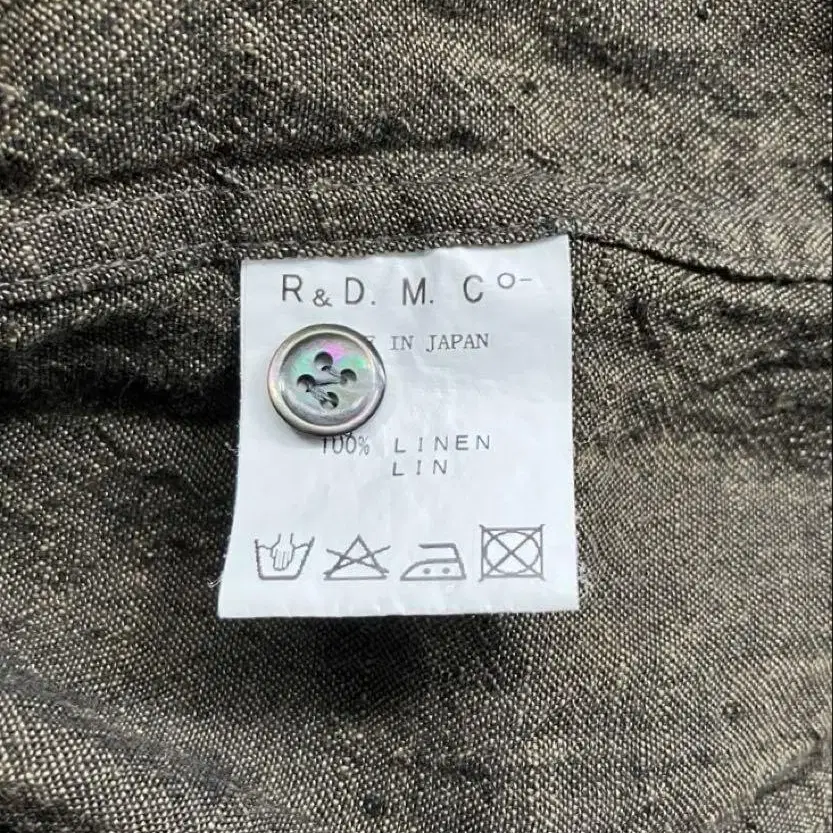 R & D. M. Co-
IN JAPAN
100% LINEN
LIN